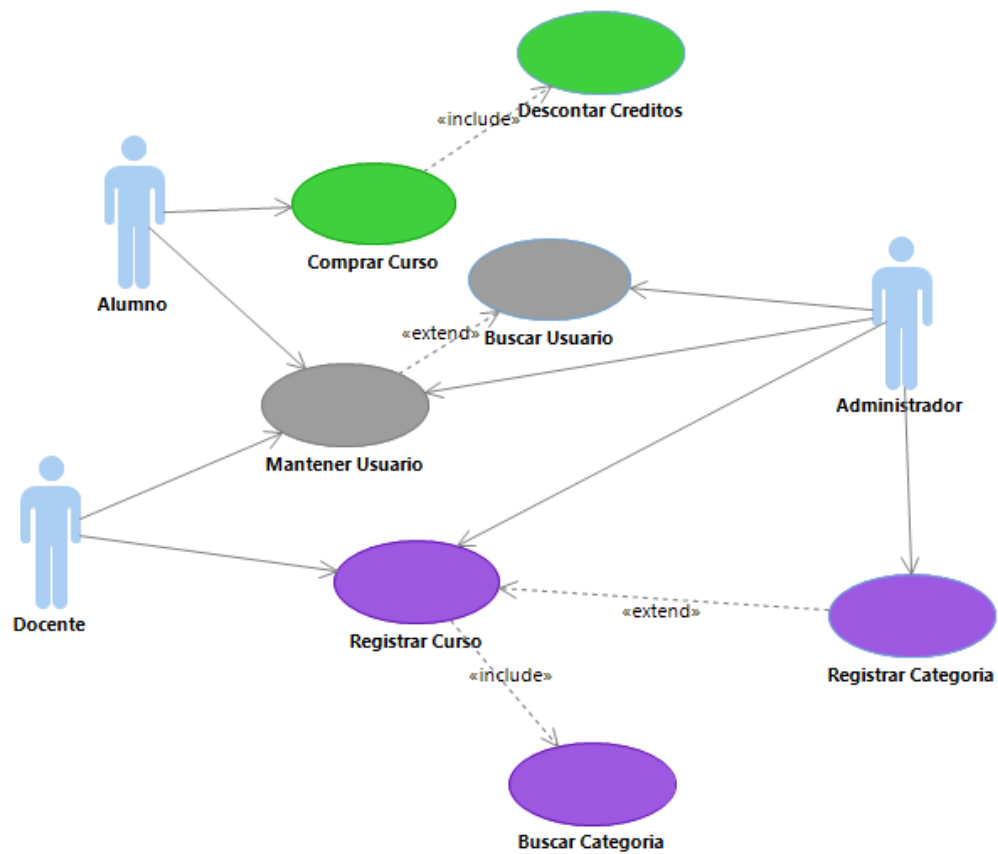 Descontar Creditos
«include»
Comprar Curso
Alumno
Buscar Usuario
«extend»
Administrador
Mantener Usuario
Docente
Registrar Curso
«extend»
Registrar Categoria
«include»
Buscar Categoria